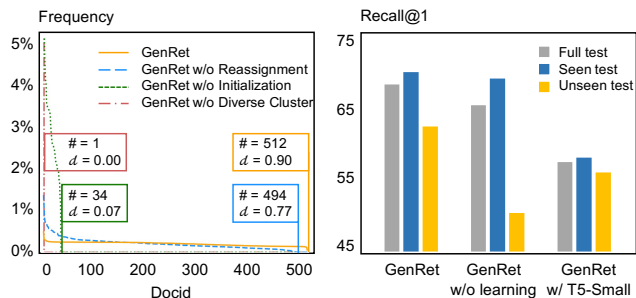 Frequency
5%
4%
3%
2%
1%
0%
GenRet
GenRet w/o Reassignment
GenRet w/o Initialization
GenRet w/o Diverse Cluster
# = 1
d = 0.00
# = 512
d = 0.90
# = 34
d = 0.07
# = 494
d = 0.77
0 100 200 300 400 500
Docid
Recall@1
75
65
55
45
Full test
Seen test
Unseen test
GenRet GenRet GenRet
w/o learning w/ T5-Small